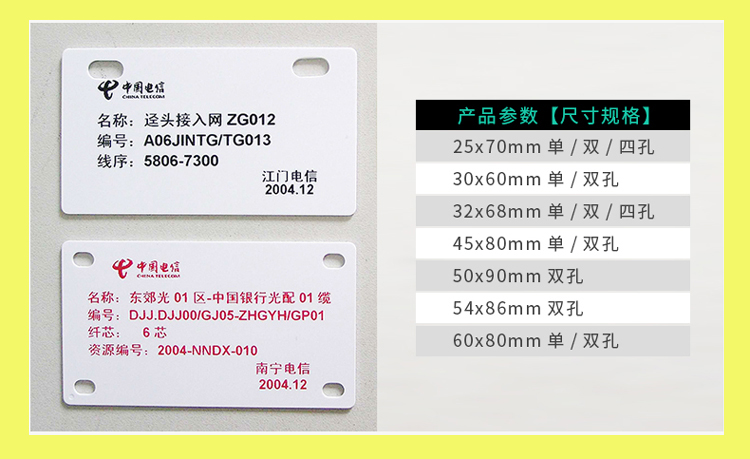 中国电信
CHINA TELECOM
名称：迳头接入网 ZG012
编号：A06JINTG/TG013
线序：5806-7300
江门电信
2004.12
中国电信
CHINA TELECOM
名称：东郊光 01 区-中国银行光配 01 缆
编号：DJJ.DJJ00/GJ05-ZHGYH/GP01
纤芯： 6 芯
资源编号：2004-NNDX-010
南宁电信
2004.12
产品参数【尺寸规格】
25x70mm 单 / 双 / 四孔
30x60mm 单 / 双孔
32x68mm 单 / 双 / 四孔
45x80mm 单 / 双孔
50x90mm 双孔
54x86mm 双孔
60x80mm 单 / 双孔